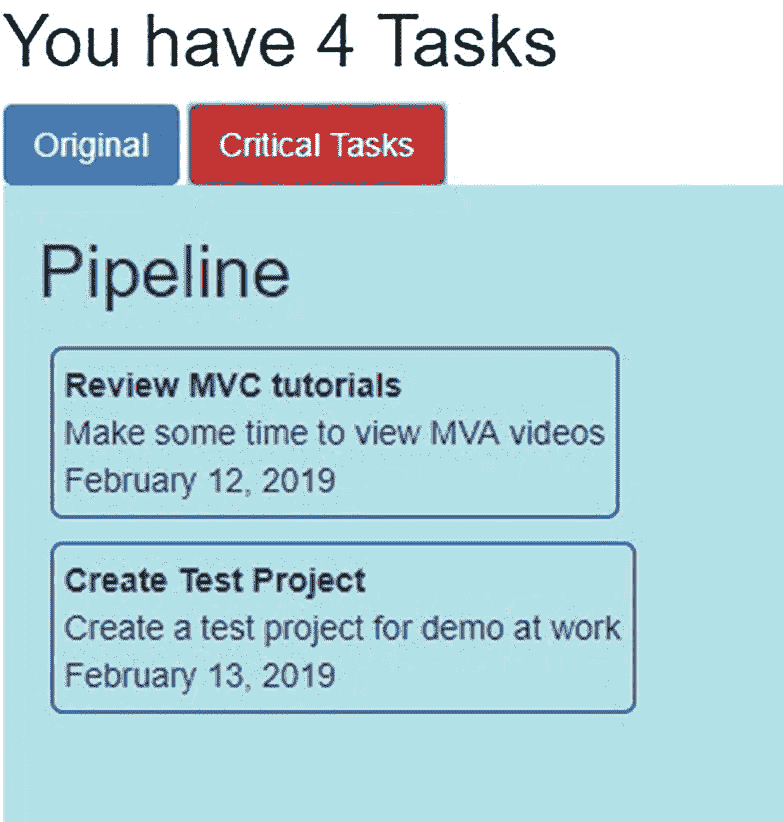 You have 4 Tasks
Original
Critical Tasks
Pipeline
Review MVC tutorials
Make some time to view MVA videos
February 12, 2019
Create Test Project
Create a test project for demo at work
February 13, 2019